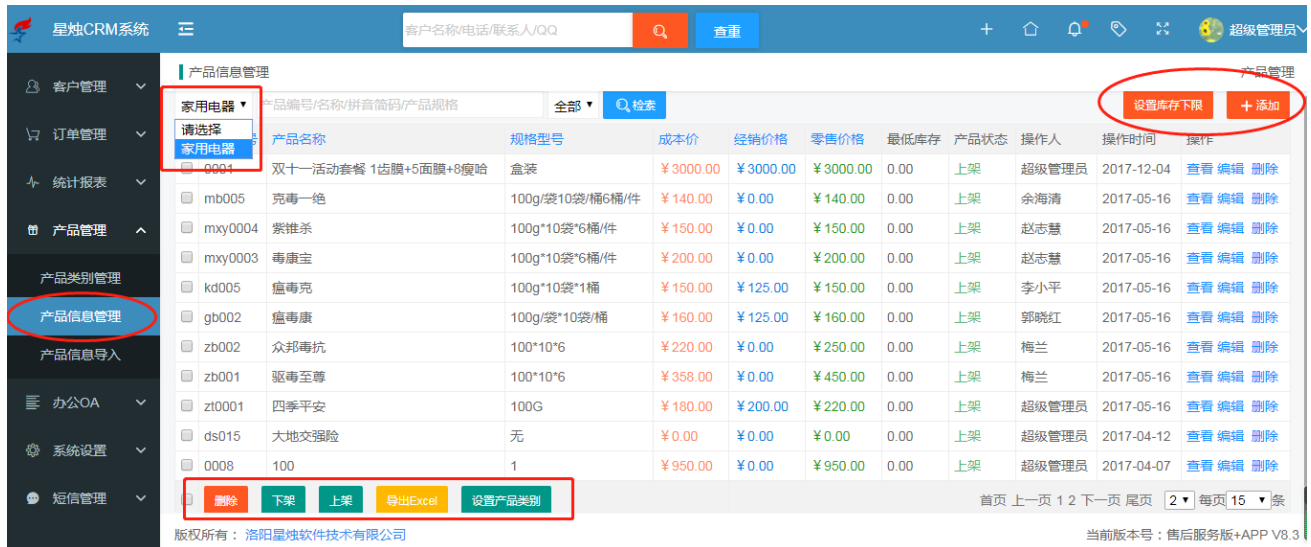 星烛CRM系统 客户名称/电话/联系人/QQ 查重 超级管理员
客户管理
订单管理
统计报表
产品管理
产品类别管理
产品信息管理
产品信息导入
办公OA
系统设置
短信管理
产品信息管理 产品管理
家用电器 产品编号/名称/拼音简码/产品规格 全部 检索 设置库存下限 添加
请选择
家用电器
号 产品名称 规格型号 成本价 经销价格 零售价格 最低库存 产品状态 操作人 操作时间 操作
0001 双十一活动套餐 1齿膜+5面膜+8瘦哈 盒装 ¥3000.00 ¥3000.00 ¥3000.00 0.00 上架 超级管理员 2017-12-04 查看 编辑 删除
mb005 克毒一绝 100g/袋10袋/桶6桶/件 ¥140.00 ¥0.00 ¥140.00 0.00 上架 余海清 2017-05-16 查看 编辑 删除
mxy0004 紫锥杀 100g*10袋*6桶/件 ¥150.00 ¥0.00 ¥150.00 0.00 上架 赵志慧 2017-05-16 查看 编辑 删除
mxy0003 毒康宝 100g*10袋*6桶/件 ¥200.00 ¥0.00 ¥200.00 0.00 上架 赵志慧 2017-05-16 查看 编辑 删除
kd005 瘟毒克 100g*10袋*1桶 ¥150.00 ¥125.00 ¥150.00 0.00 上架 李小平 2017-05-16 查看 编辑 删除
gb002 瘟毒康 100g/袋*10袋/桶 ¥160.00 ¥125.00 ¥160.00 0.00 上架 郭晓红 2017-05-16 查看 编辑 删除
zb002 众邦毒抗 100*10*6 ¥220.00 ¥0.00 ¥250.00 0.00 上架 梅兰 2017-05-16 查看 编辑 删除
zb001 驱毒至尊 100*10*6 ¥358.00 ¥0.00 ¥450.00 0.00 上架 梅兰 2017-05-16 查看 编辑 删除
zt0001 四季平安 100G ¥180.00 ¥200.00 ¥220.00 0.00 上架 超级管理员 2017-05-16 查看 编辑 删除
ds015 大地交强险 无 ¥0.00 ¥0.00 ¥0.00 0.00 上架 超级管理员 2017-04-12 查看 编辑 删除
0008 100 1 ¥950.00 ¥0.00 ¥950.00 0.00 上架 超级管理员 2017-04-07 查看 编辑 删除
删除 下架 上架 导出Excel 设置产品类别 首页 上一页 1 2 下一页 尾页 2 每页 15 条
版权所有：洛阳星烛软件技术有限公司 当前版本号：售后服务版+APP V8.3